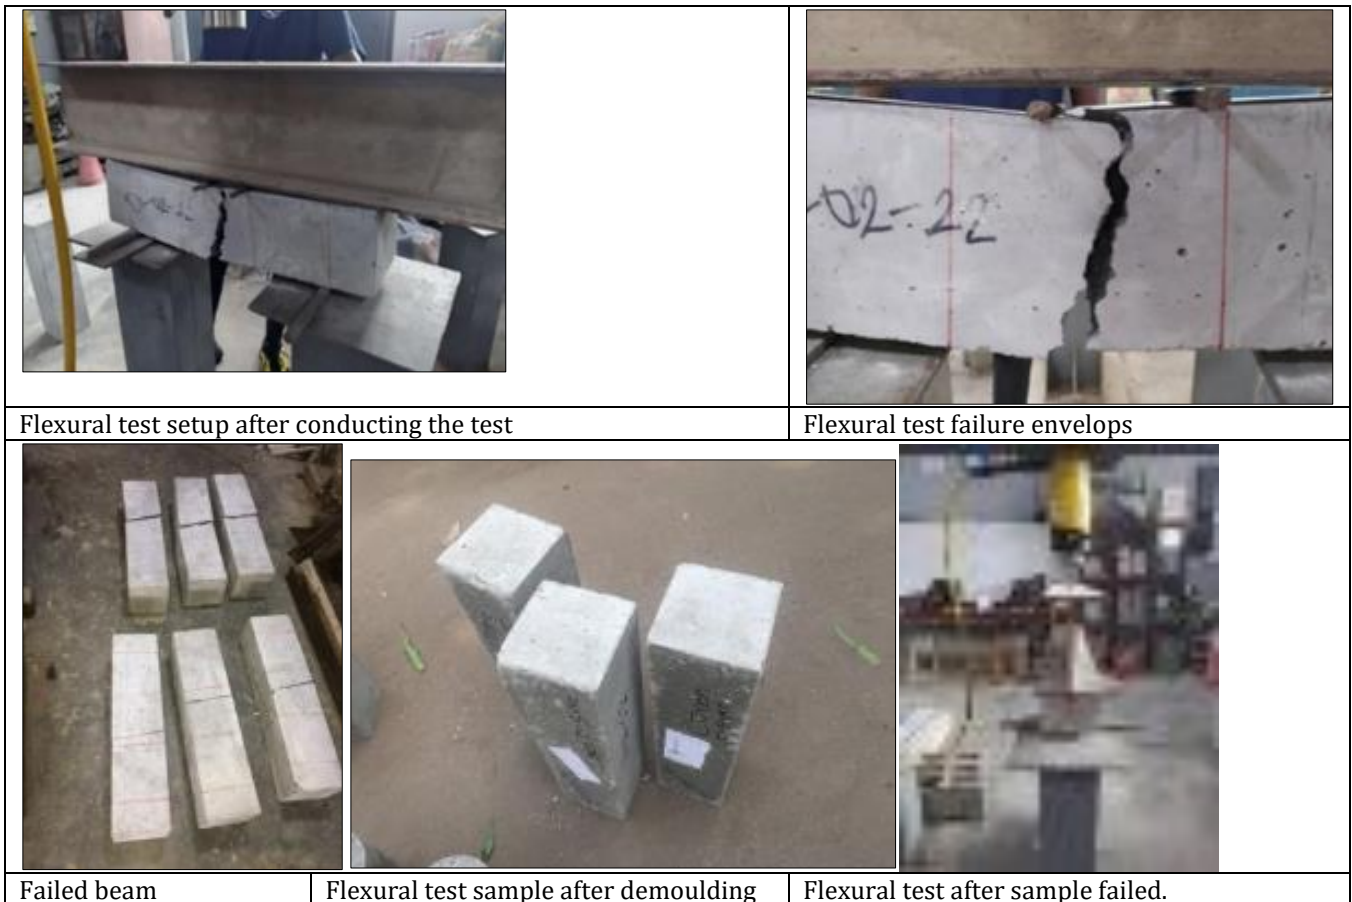 -02-22
Flexural test setup after conducting the test
Flexural test failure envelops
Failed beam
Flexural test sample after demoulding
Flexural test after sample failed.